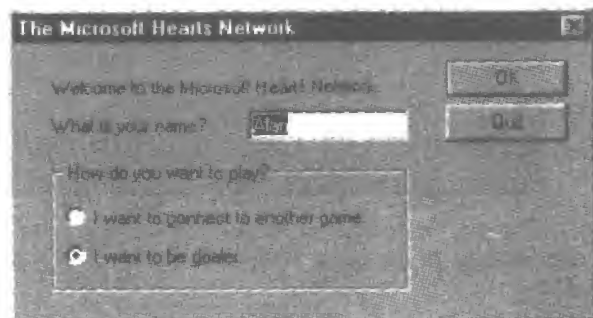 The Microsoft Hearts Network
Welcome to the Microsoft Hearts Network.
What is your name?
OK
Quit
How do you want to play?
I want to connect to another game.
I want to be dealer.